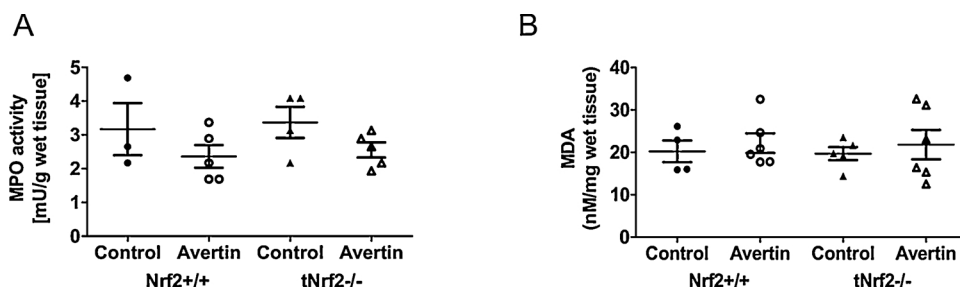 A
MPO activity
[mU/g wet tissue]
5
4
3
2
1
0
Control Avertin Control Avertin
Nrf2+/+ tNrf2-/-
B
MDA
(nM/mg wet tissue)
40
30
20
10
0
Control Avertin Control Avertin
Nrf2+/+ tNrf2-/-